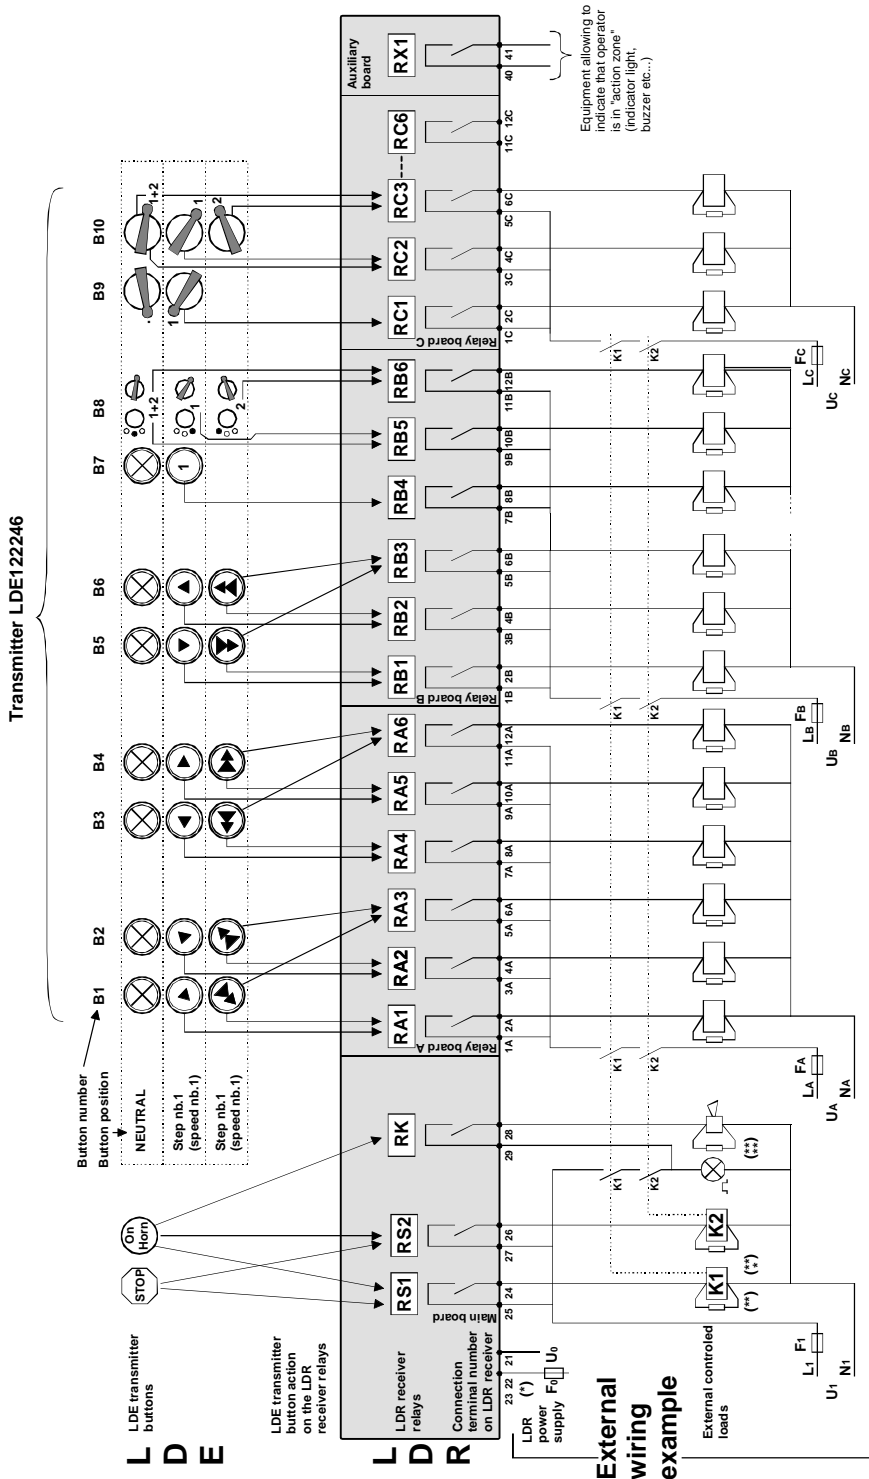 Transmitter LDE122246
Button number
Button position
B1
B2
B3
B4
B5
B6
B7
B8
B9
B10
NEUTRAL
Step nb.1
(speed nb.1)
Step nb.1
(speed nb.1)
1
1+2
1
2
1
1+2
1
2
STOP
On
Horn
L
D
E
LDE transmitter
buttons
LDE transmitter
button action
on the LDR
receiver relays
L
D
R
LDR receiver
relays
Connection
terminal number
on LDR receiver
RS1
RS2
RK
RA1
RA2
RA3
RA4
RA5
RA6
RB1
RB2
RB3
RB4
RB5
RB6
RC1
RC2
RC3
RC6
RX1
Auxiliary
board
Main board
Relay board A
Relay board B
Relay board C
23
22
21
25
24
27
26
29
28
1A
2A
3A
4A
5A
6A
7A
8A
9A
10A
11A
12A
1B
2B
3B
4B
5B
6B
7B
8B
9B
10B
11B
12B
1C
2C
3C
4C
5C
6C
11C
12C
40
41
Equipment allowing to
indicate that operator
is in "action zone"
(indicator light,
buzzer etc...)
(*)
LDR
power
supply
F0
U0
External
wiring
example
External controled
loads
K1
K2
K1
K2
K1
K2
K1
K2
K1
K2
(**)
(**
*)
(**
**)
L1
F1
U1
N1
LA
FA
UA
NA
LB
FB
UB
NB
LC
FC
UC
NC